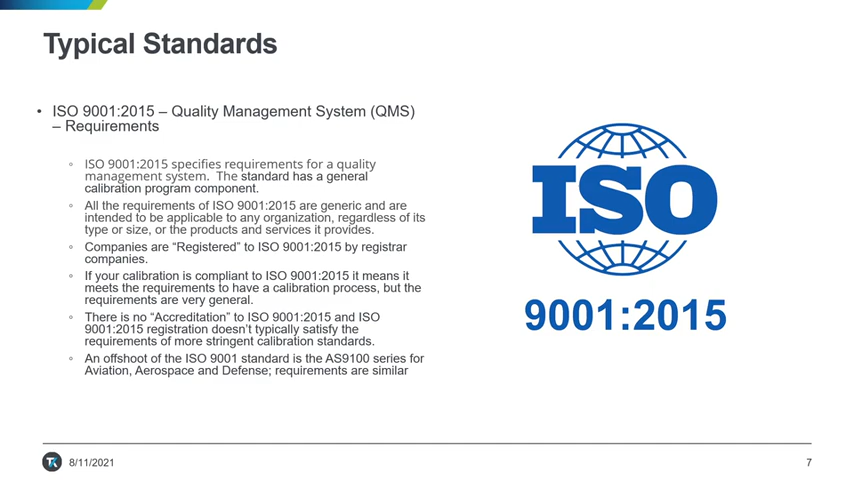 Typical Standards
• ISO 9001:2015 – Quality Management System (QMS)
– Requirements
▫ ISO 9001:2015 specifies requirements for a quality
management system. The standard has a general
calibration program component.
▫ All the requirements of ISO 9001:2015 are generic and are
intended to be applicable to any organization, regardless of its
type or size, or the products and services it provides.
▫ Companies are “Registered” to ISO 9001:2015 by registrar
companies.
▫ If your calibration is compliant to ISO 9001:2015 it means it
meets the requirements to have a calibration process, but the
requirements are very general.
▫ There is no “Accreditation” to ISO 9001:2015 and ISO
9001:2015 registration doesn’t typically satisfy the
requirements of more stringent calibration standards.
▫ An offshoot of the ISO 9001 standard is the AS9100 series for
Aviation, Aerospace and Defense; requirements are similar
ISO
9001:2015
8/11/2021
7